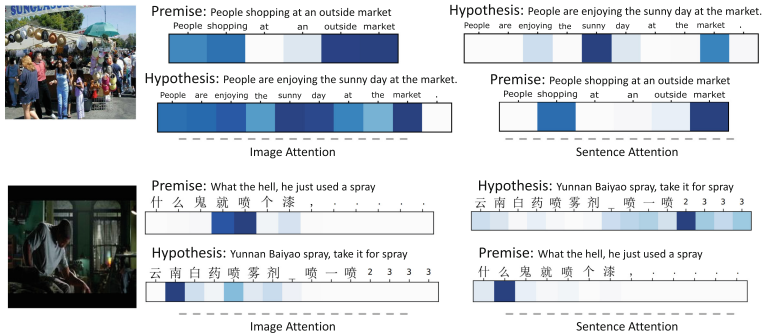 SUNGLASSES
Premise: People shopping at an outside market
People shopping at an outside market
Hypothesis: People are enjoying the sunny day at the market.
People are enjoying the sunny day at the market .
Image Attention
Hypothesis: People are enjoying the sunny day at the market.
People are enjoying the sunny day at the market .
Premise: People shopping at an outside market
People shopping at an outside market
Sentence Attention
Premise: What the hell, he just used a spray
什 么 鬼 就 喷 个 漆 , . . . . .
Hypothesis: Yunnan Baiyao spray, take it for spray
云 南 白 药 喷 雾 剂 _ 喷 一 喷 2 3 3 3
Image Attention
Hypothesis: Yunnan Baiyao spray, take it for spray
云 南 白 药 喷 雾 剂 _ 喷 一 喷 2 3 3 3
Premise: What the hell, he just used a spray
什 么 鬼 就 喷 个 漆 , . . . . .
Sentence Attention